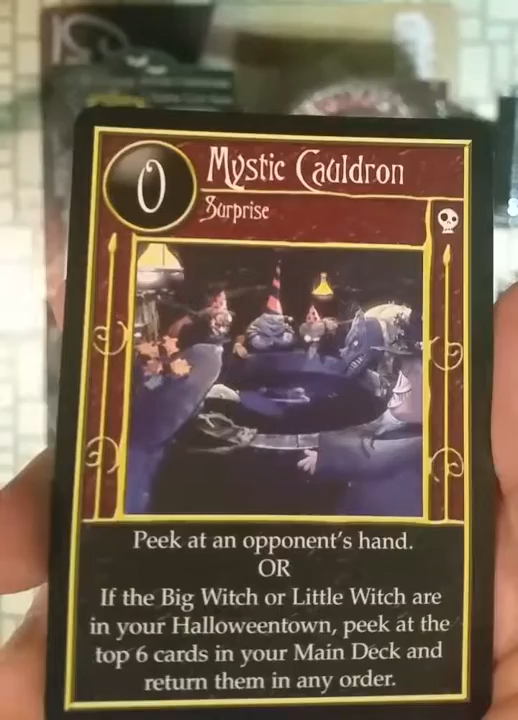 0
Mystic Cauldron
Surprise
Peek at an opponent's hand.
OR
If the Big Witch or Little Witch are
in your Halloweentown, peek at the
top 6 cards in your Main Deck and
return them in any order.